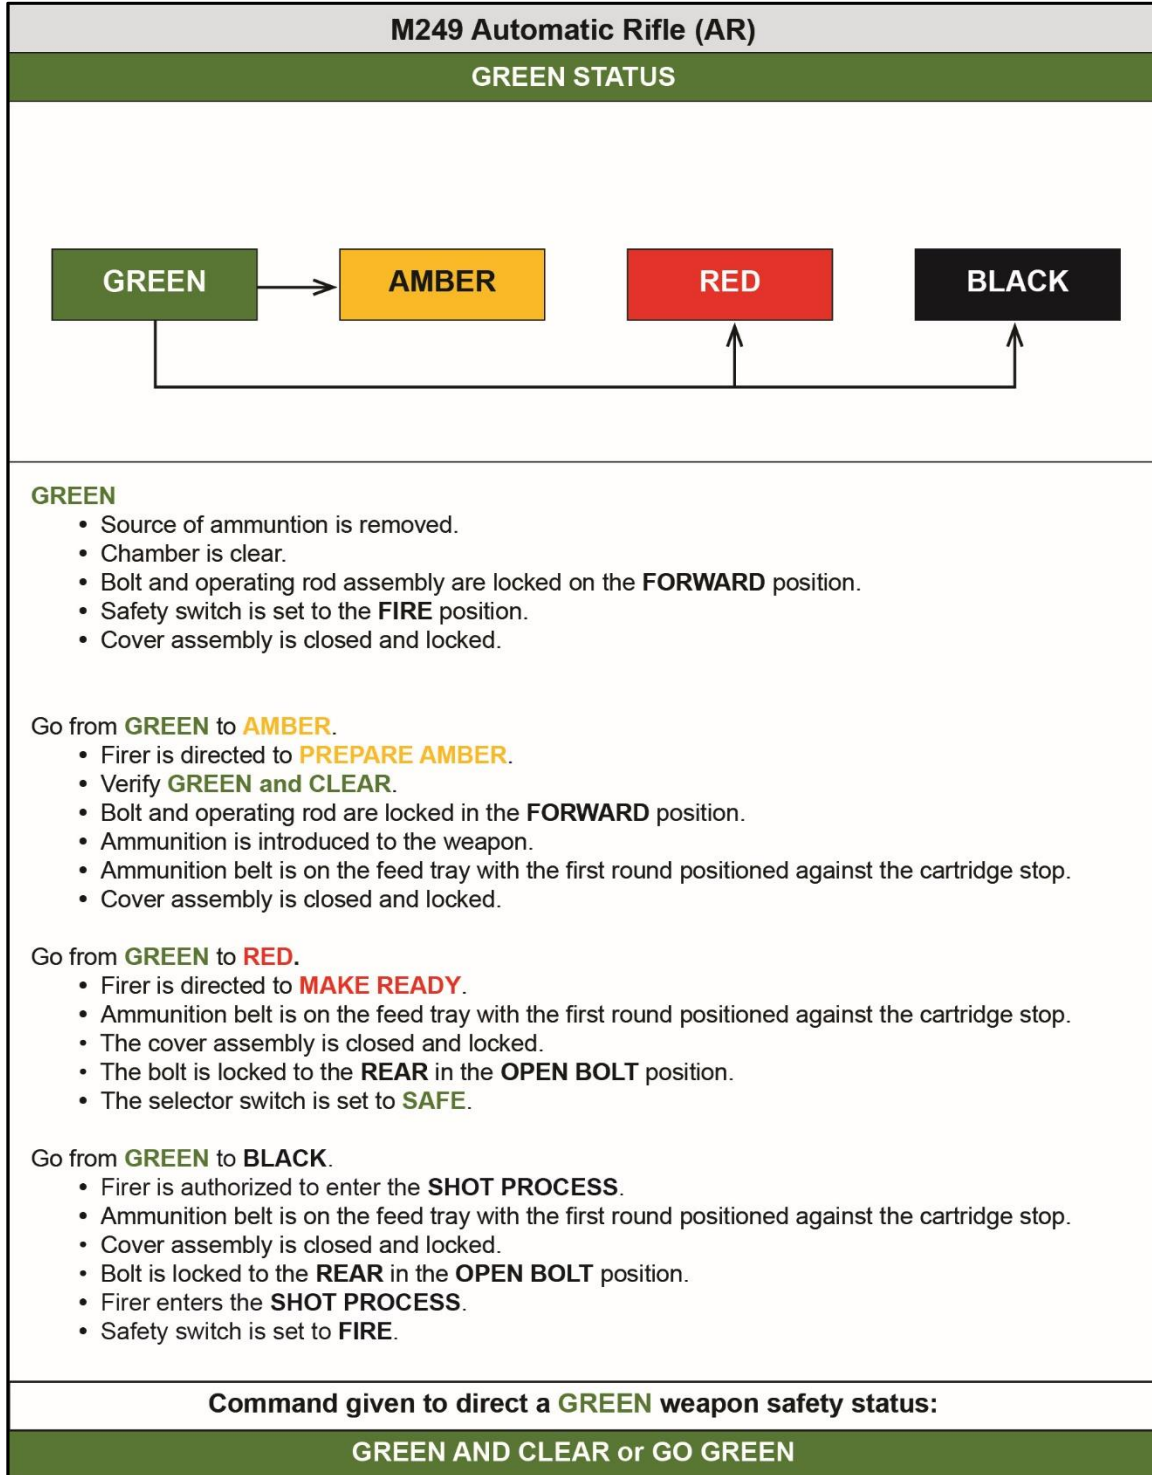 M249 Automatic Rifle (AR)
GREEN STATUS
GREEN
AMBER
RED
BLACK
GREEN
• Source of ammuntion is removed.
• Chamber is clear.
• Bolt and operating rod assembly are locked on the FORWARD position.
• Safety switch is set to the FIRE position.
• Cover assembly is closed and locked.
Go from GREEN to AMBER.
• Firer is directed to PREPARE AMBER.
• Verify GREEN and CLEAR.
• Bolt and operating rod are locked in the FORWARD position.
• Ammunition is introduced to the weapon.
• Ammunition belt is on the feed tray with the first round positioned against the cartridge stop.
• Cover assembly is closed and locked.
Go from GREEN to RED.
• Firer is directed to MAKE READY.
• Ammunition belt is on the feed tray with the first round positioned against the cartridge stop.
• The cover assembly is closed and locked.
• The bolt is locked to the REAR in the OPEN BOLT position.
• The selector switch is set to SAFE.
Go from GREEN to BLACK.
• Firer is authorized to enter the SHOT PROCESS.
• Ammunition belt is on the feed tray with the first round positioned against the cartridge stop.
• Cover assembly is closed and locked.
• Bolt is locked to the REAR in the OPEN BOLT position.
• Firer enters the SHOT PROCESS.
• Safety switch is set to FIRE.
Command given to direct a GREEN weapon safety status:
GREEN AND CLEAR or GO GREEN